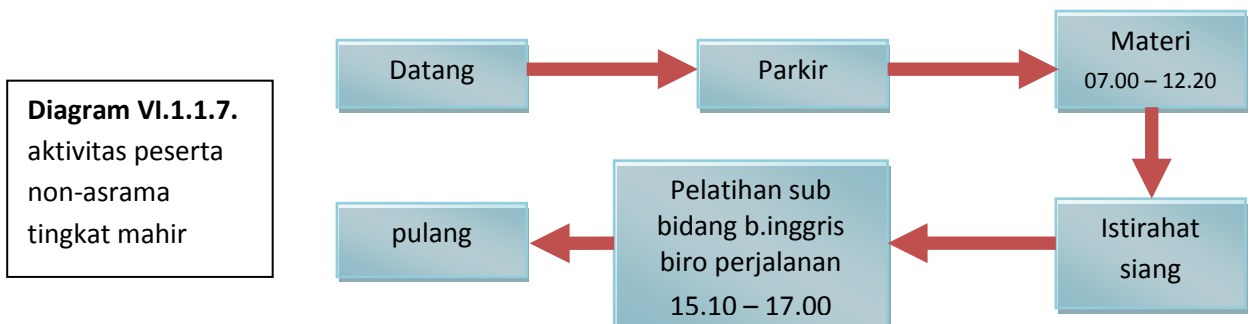 Diagram VI.1.1.7.
aktivitas peserta
non-asrama
tingkat mahir
Datang
Parkir
Materi
07.00 – 12.20
Istirahat
siang
Pelatihan sub
bidang b.inggris
biro perjalanan
15.10 – 17.00
pulang